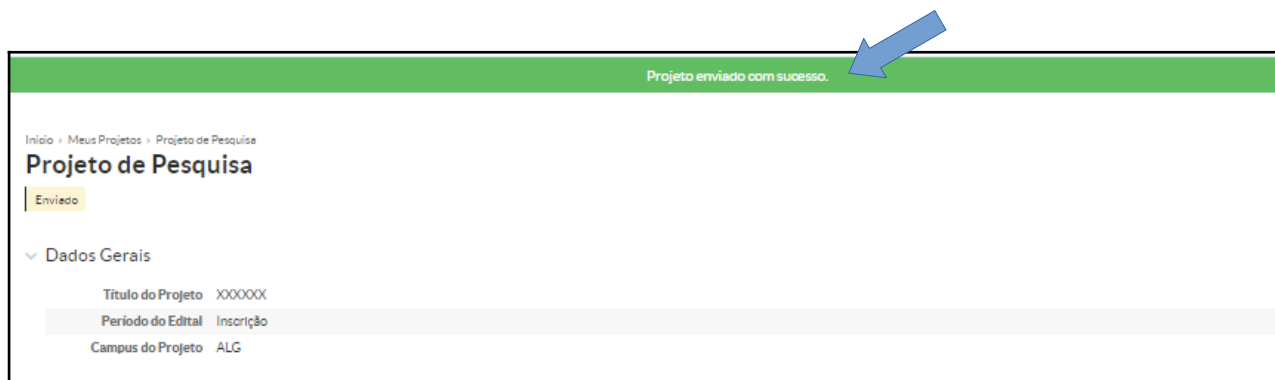 Projeto enviado com sucesso.
Início › Meus Projetos › Projeto de Pesquisa
Projeto de Pesquisa
Enviado
Dados Gerais
Título do Projeto XXXXXX
Período do Edital Inscrição
Campus do Projeto ALG